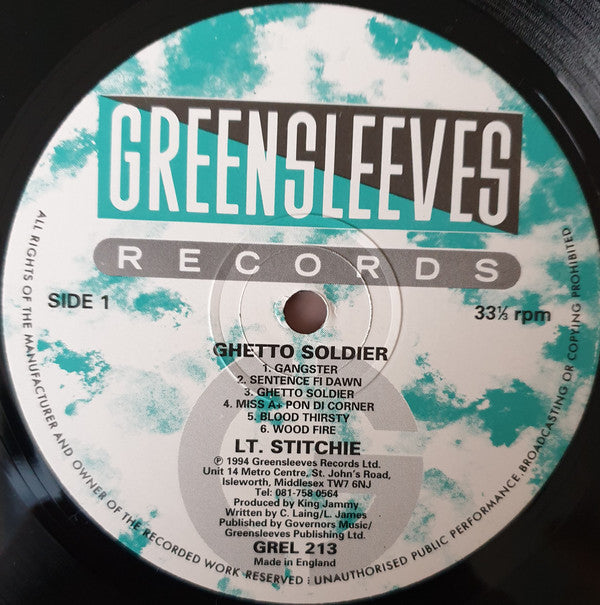 GREENSLEEVES
RECORDS
SIDE 1
33⅓ rpm
GHETTO SOLDIER
1. GANGSTER
2. SENTENCE FI DAWN
3. GHETTO SOLDIER
4. MISS A+ PON DI CORNER
5. BLOOD THIRSTY
6. WOOD FIRE
LT. STITCHIE
℗ 1994 Greensleeves Records Ltd.
Unit 14 Metro Centre, St. John's Road,
Isleworth, Middlesex TW7 6NJ
Tel: 081-758 0564
Produced by King Jammy
Written by C. Laing/L. James
Published by Governors Music/
Greensleeves Publishing Ltd.
GREL 213
Made in England
ALL RIGHTS OF THE MANUFACTURER AND OWNER OF THE RECORDED WORK RESERVED : UNAUTHORISED PUBLIC PERFORMANCE, BROADCASTING OR COPYING PROHIBITED